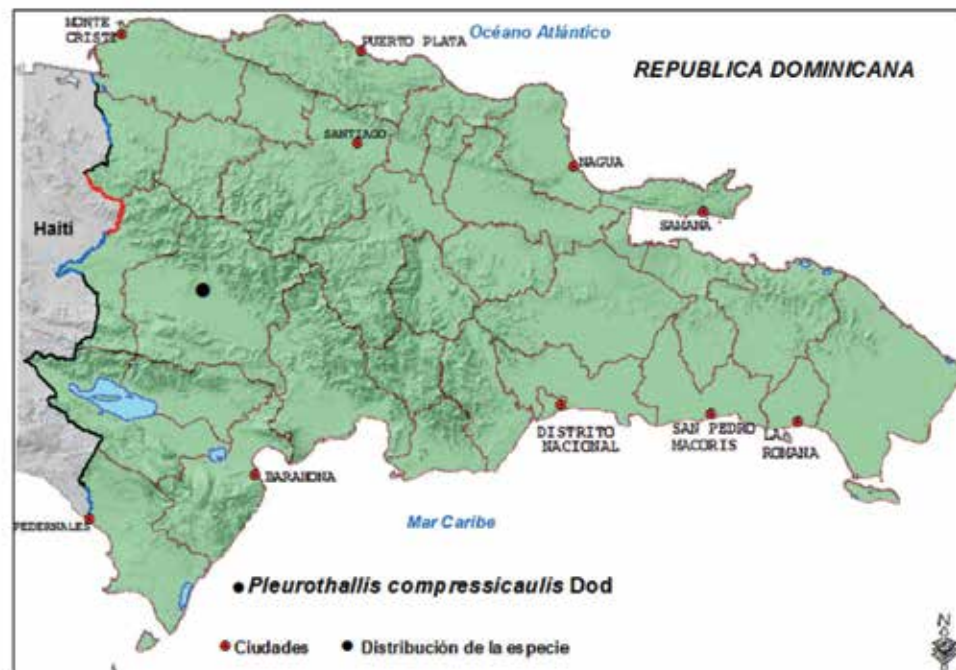 MONTE
CRISTI
PUERTO PLATA
Océano Atlántico
REPUBLICA DOMINICANA
SANTIAGO
NAGUA
SAMANA
Haití
DISTRITO
NACIONAL
SAN PEDRO
MACORIS
LA
ROMANA
BARAHONA
PEDERNALES
Mar Caribe
Pleurothallis compressicaulis Dod
Ciudades
Distribución de la especie
N